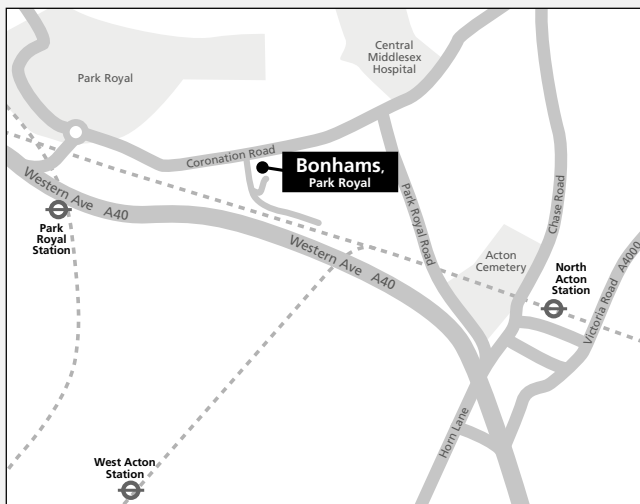 Central
Middlesex
Hospital
Park Royal
Coronation Road
Bonhams,
Park Royal
Western Ave A40
Park Royal Road
Chase Road
Park
Royal
Station
Western Ave A40
Acton
Cemetery
North
Acton
Station
Victoria Road A4000
Horn Lane
West Acton
Station